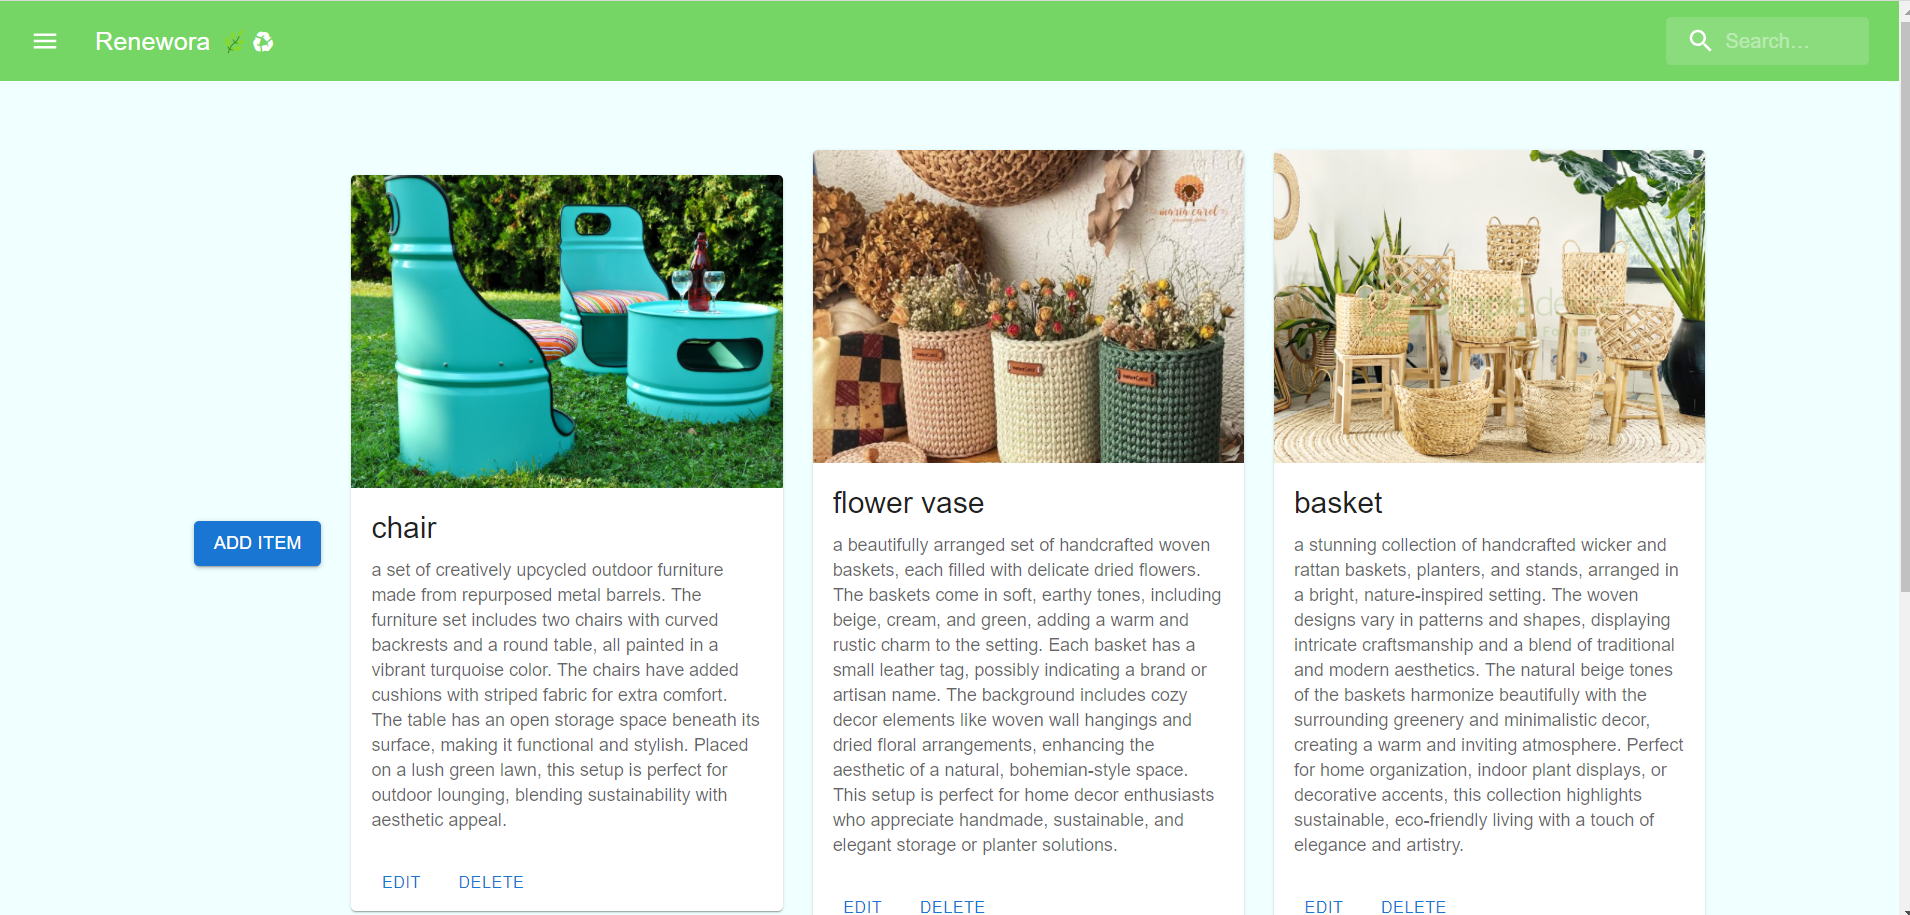 Renewora
Search...
maria carol
ADD ITEM
chair
a set of creatively upcycled outdoor furniture
made from repurposed metal barrels. The
furniture set includes two chairs with curved
backrests and a round table, all painted in a
vibrant turquoise color. The chairs have added
cushions with striped fabric for extra comfort.
The table has an open storage space beneath its
surface, making it functional and stylish. Placed
on a lush green lawn, this setup is perfect for
outdoor lounging, blending sustainability with
aesthetic appeal.
EDIT DELETE
flower vase
a beautifully arranged set of handcrafted woven
baskets, each filled with delicate dried flowers.
The baskets come in soft, earthy tones, including
beige, cream, and green, adding a warm and
rustic charm to the setting. Each basket has a
small leather tag, possibly indicating a brand or
artisan name. The background includes cozy
decor elements like woven wall hangings and
dried floral arrangements, enhancing the
aesthetic of a natural, bohemian-style space.
This setup is perfect for home decor enthusiasts
who appreciate handmade, sustainable, and
elegant storage or planter solutions.
EDIT DELETE
basket
a stunning collection of handcrafted wicker and
rattan baskets, planters, and stands, arranged in
a bright, nature-inspired setting. The woven
designs vary in patterns and shapes, displaying
intricate craftsmanship and a blend of traditional
and modern aesthetics. The natural beige tones
of the baskets harmonize beautifully with the
surrounding greenery and minimalistic decor,
creating a warm and inviting atmosphere. Perfect
for home organization, indoor plant displays, or
decorative accents, this collection highlights
sustainable, eco-friendly living with a touch of
elegance and artistry.
EDIT DELETE